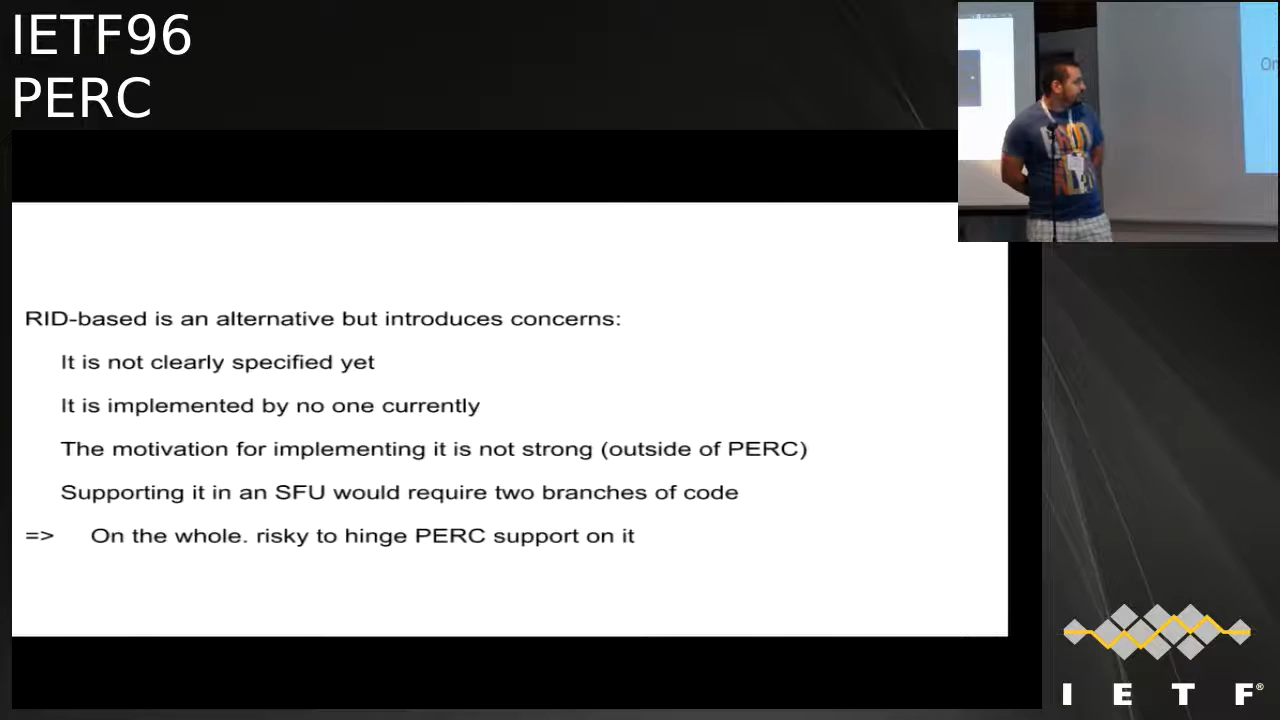 IETF96
PERC
RID-based is an alternative but introduces concerns:
It is not clearly specified yet
It is implemented by no one currently
The motivation for implementing it is not strong (outside of PERC)
Supporting it in an SFU would require two branches of code
=> On the whole. risky to hinge PERC support on it
I E T F®